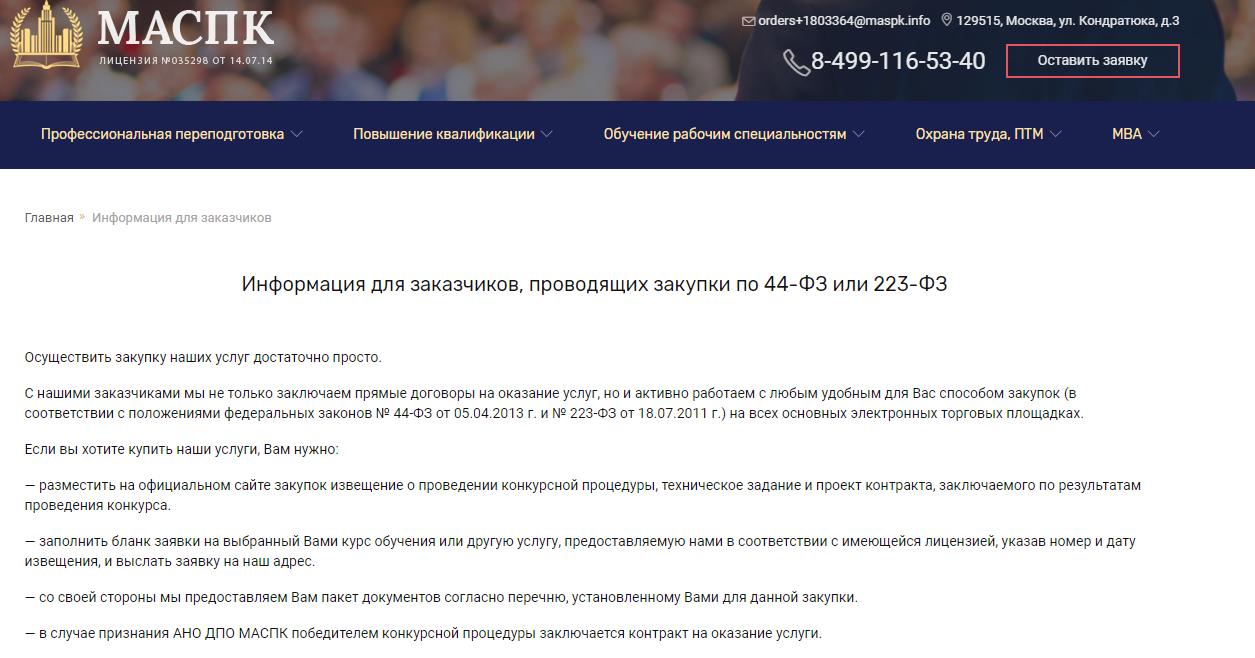 МАСПК
ЛИЦЕНЗИЯ №035298 ОТ 14.07.14
orders+1803364@maspk.info
129515, Москва, ул. Кондратюка, д.3
8-499-116-53-40
Оставить заявку
Профессиональная переподготовка
Повышение квалификации
Обучение рабочим специальностям
Охрана труда, ПТМ
MBA
Главная » Информация для заказчиков
Информация для заказчиков, проводящих закупки по 44-ФЗ или 223-ФЗ
Осуществить закупку наших услуг достаточно просто.
С нашими заказчиками мы не только заключаем прямые договоры на оказание услуг, но и активно работаем с любым удобным для Вас способом закупок (в
соответствии с положениями федеральных законов № 44-ФЗ от 05.04.2013 г. и № 223-ФЗ от 18.07.2011 г.) на всех основных электронных торговых площадках.
Если вы хотите купить наши услуги, Вам нужно:
— разместить на официальном сайте закупок извещение о проведении конкурсной процедуры, техническое задание и проект контракта, заключаемого по результатам
проведения конкурса.
— заполнить бланк заявки на выбранный Вами курс обучения или другую услугу, предоставляемую нами в соответствии с имеющейся лицензией, указав номер и дату
извещения, и выслать заявку на наш адрес.
— со своей стороны мы предоставляем Вам пакет документов согласно перечню, установленному Вами для данной закупки.
— в случае признания АНО ДПО МАСПК победителем конкурсной процедуры заключается контракт на оказание услуги.